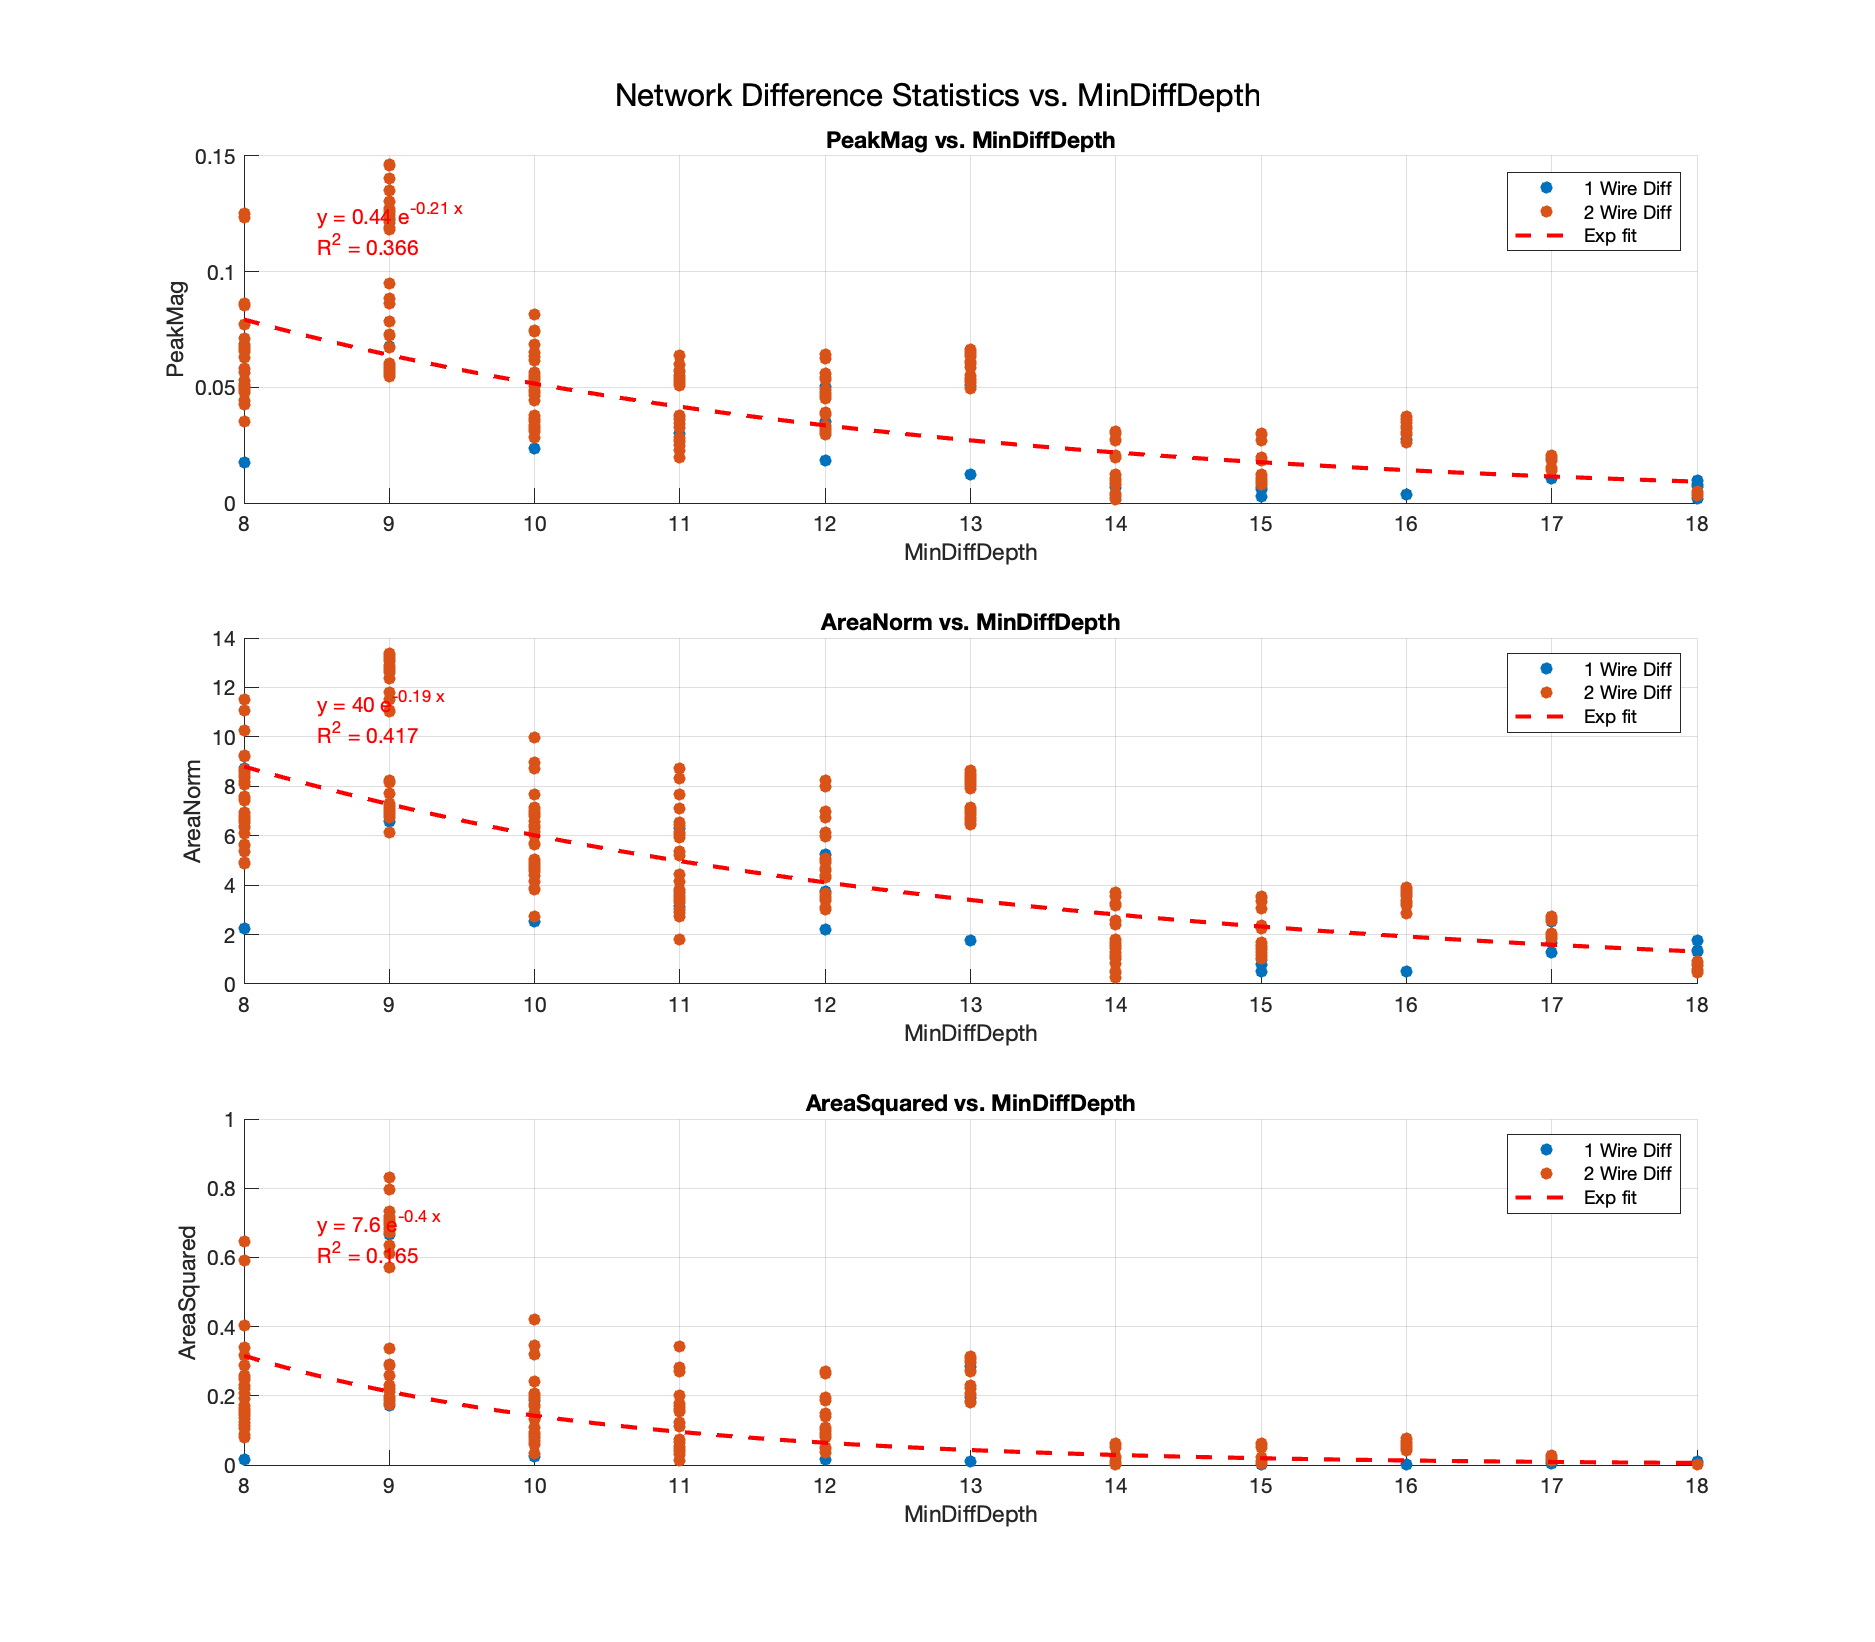 Network Difference Statistics vs. MinDiffDepth
PeakMag vs. MinDiffDepth
0.15
0.1
0.05
0
PeakMag
y = 0.44 e^-0.21 x
R^2 = 0.366
1 Wire Diff
2 Wire Diff
Exp fit
8 9 10 11 12 13 14 15 16 17 18
MinDiffDepth
AreaNorm vs. MinDiffDepth
14
12
10
8
6
4
2
0
AreaNorm
y = 40 e^-0.19 x
R^2 = 0.417
1 Wire Diff
2 Wire Diff
Exp fit
8 9 10 11 12 13 14 15 16 17 18
MinDiffDepth
AreaSquared vs. MinDiffDepth
1
0.8
0.6
0.4
0.2
0
AreaSquared
y = 7.6 e^-0.4 x
R^2 = 0.165
1 Wire Diff
2 Wire Diff
Exp fit
8 9 10 11 12 13 14 15 16 17 18
MinDiffDepth